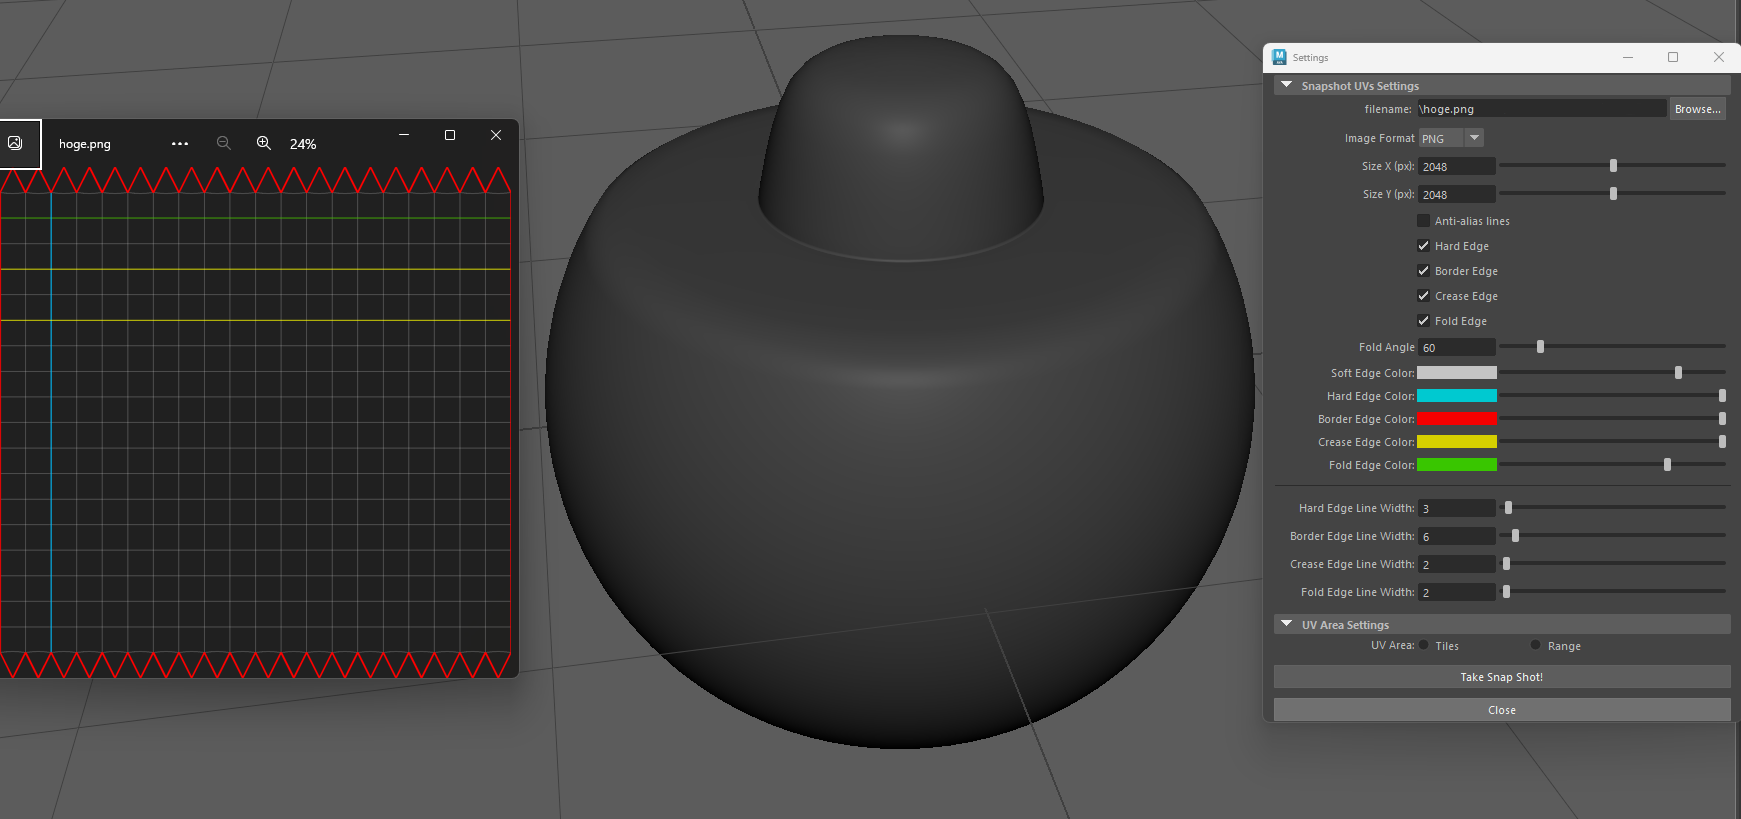 hoge.png
24%
Settings
Snapshot UVs Settings
filename: \hoge.png Browse...
Image Format PNG
Size X (px): 2048
Size Y (px): 2048
Anti-alias lines
Hard Edge
Border Edge
Crease Edge
Fold Edge
Fold Angle 60
Soft Edge Color:
Hard Edge Color:
Border Edge Color:
Crease Edge Color:
Fold Edge Color:
Hard Edge Line Width: 3
Border Edge Line Width: 6
Crease Edge Line Width: 2
Fold Edge Line Width: 2
UV Area Settings
UV Area: Tiles Range
Take Snap Shot!
Close